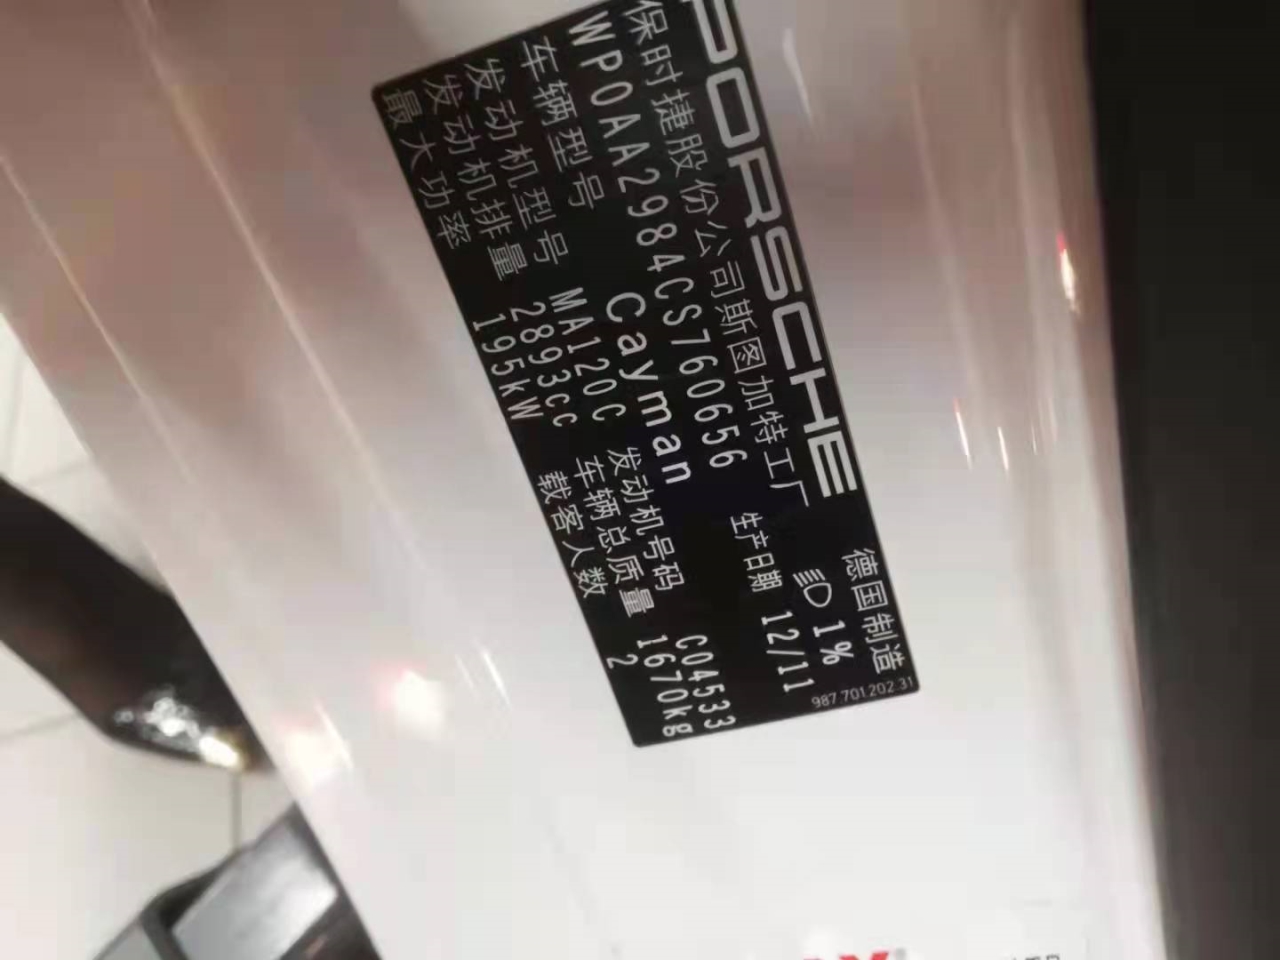 PORSCHE
德国制造
保时捷股份公司斯图加特工厂
1%
WP0AA2984CS760656
生产日期 12/11
车辆型号 Cayman
发动机型号 MA120C 发动机号码 C04533
发动机排量 2893cc 车辆总质量 1670kg
最大功率 195kW 载客人数 2
987 701 202.31